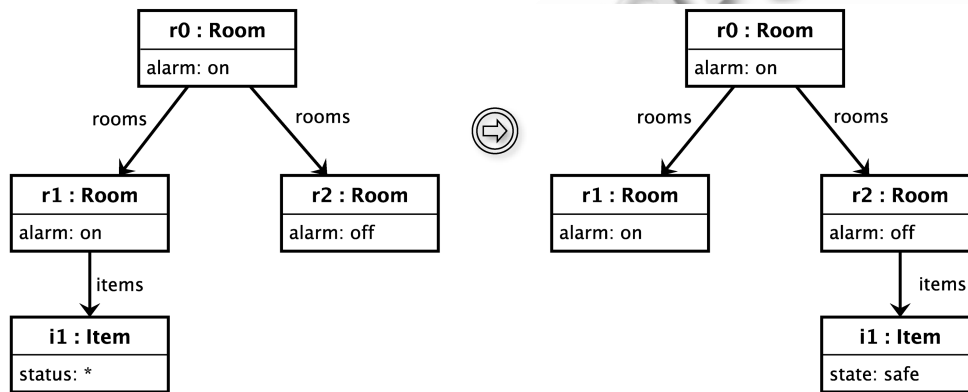 r0 : Room
alarm: on
rooms
rooms
r1 : Room
alarm: on
r2 : Room
alarm: off
items
i1 : Item
status: *
r0 : Room
alarm: on
rooms
rooms
r1 : Room
alarm: on
r2 : Room
alarm: off
items
i1 : Item
state: safe